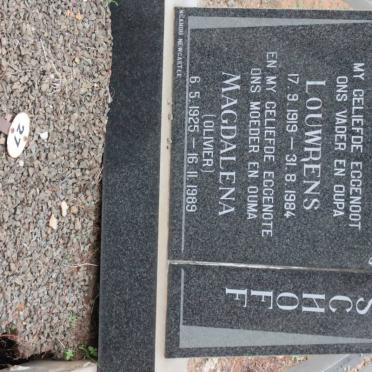 MY GELIEFDE EGGENOOT
ONS VADER EN OUPA
LOUWRENS
17.9.1919 – 31.8.1984
EN MY GELIEFDE EGGENOTE
ONS MOEDER EN OUMA
MAGDALENA
(OLIVIER)
6.5.1925 – 16.11.1989
SCHOFF
27